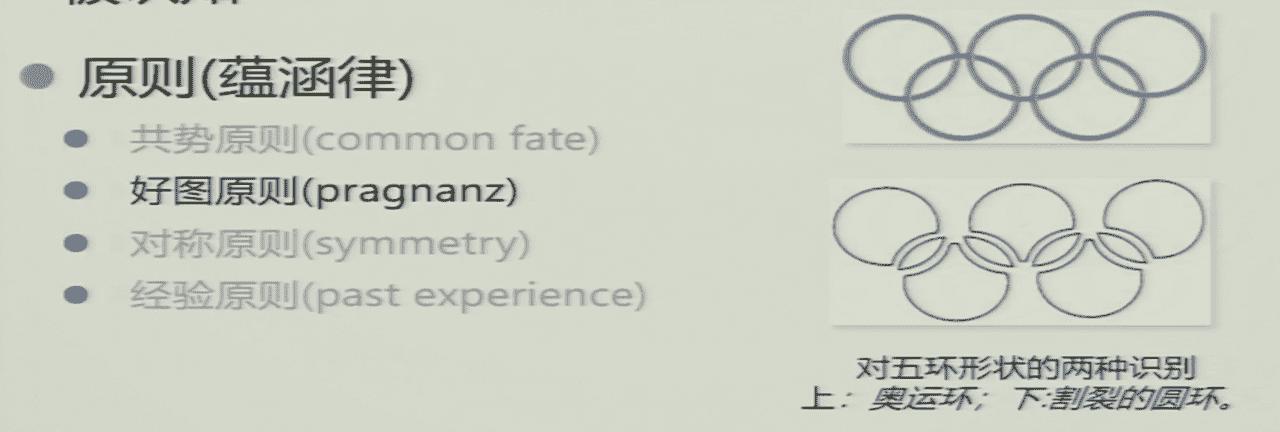 原则(蕴涵律)
共势原则(common fate)
好图原则(pragnanz)
对称原则(symmetry)
经验原则(past experience)
对五环形状的两种识别
上：奥运环；下:割裂的圆环。